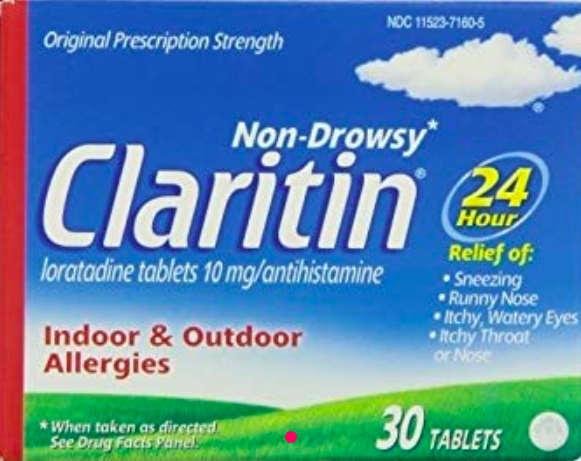 NDC 11523-7160-5
Original Prescription Strength
Non-Drowsy*
Claritin®
loratadine tablets 10 mg/antihistamine
24
Hour
Relief of:
• Sneezing
• Runny Nose
• Itchy, Watery Eyes
• Itchy Throat
or Nose
Indoor & Outdoor
Allergies
* When taken as directed.
See Drug Facts Panel.
30 TABLETS
®